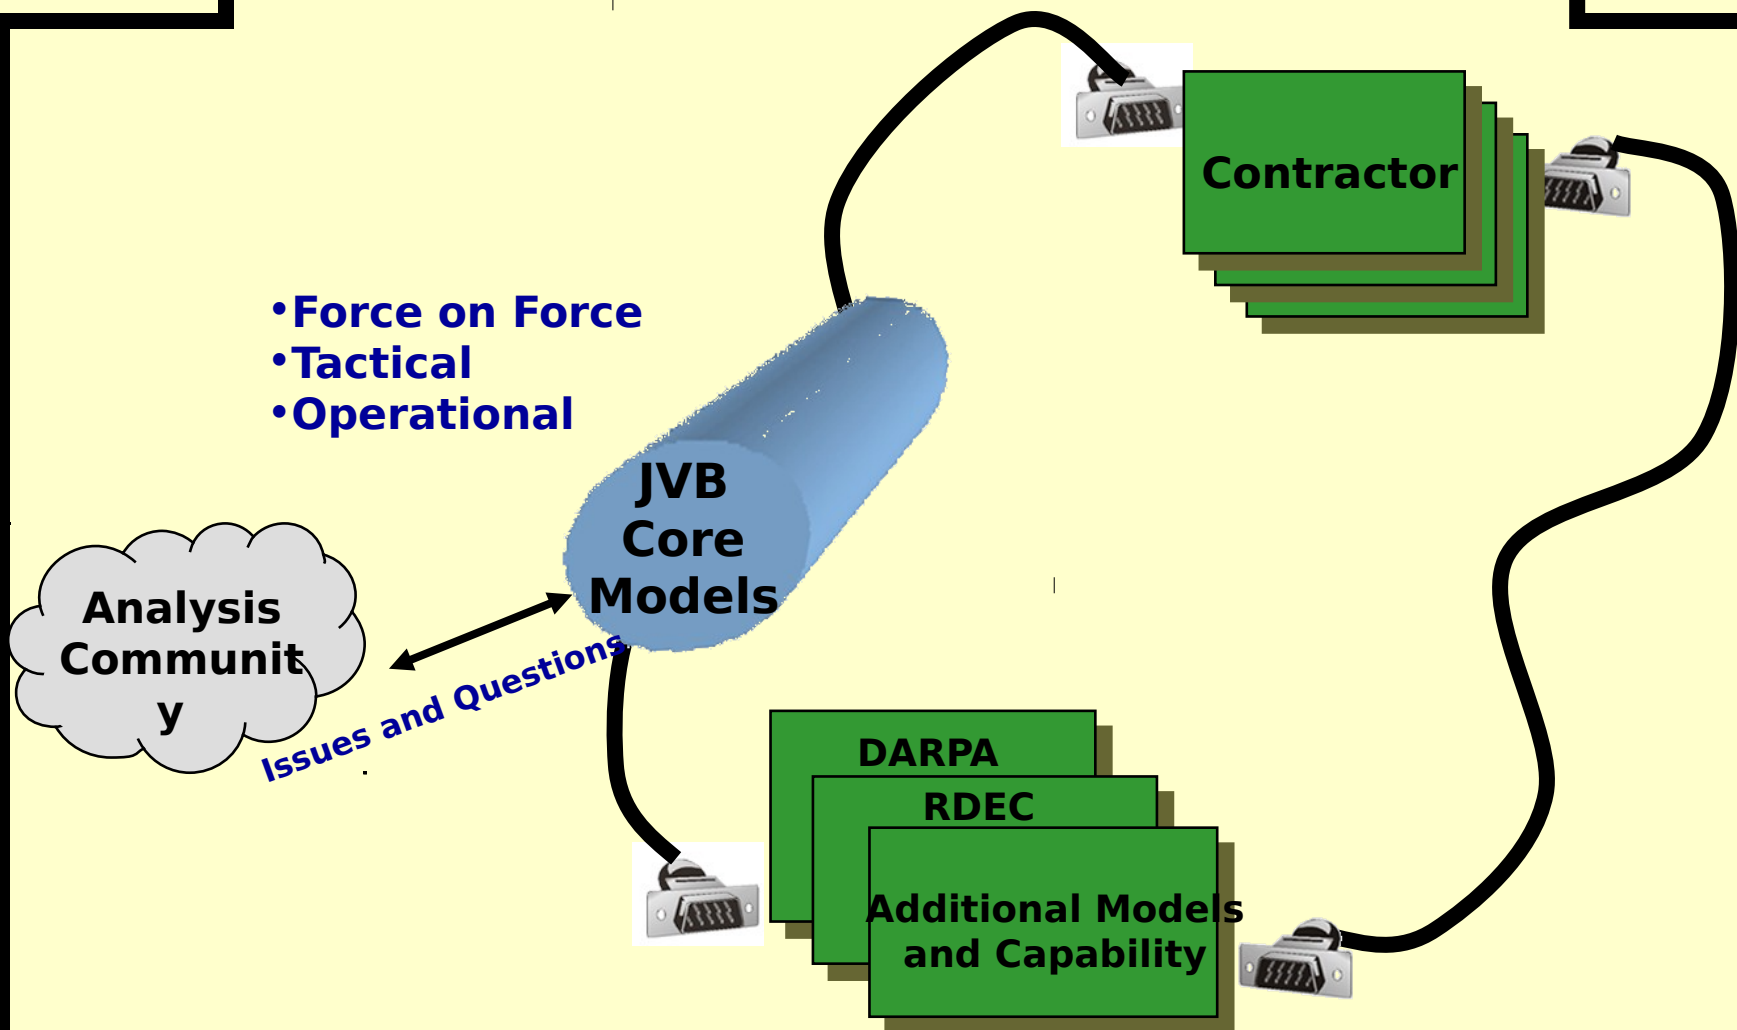 Contractor
•Force on Force
•Tactical
•Operational
JVB
Core
Models
Analysis
Communit
y
Issues and Questions
DARPA
RDEC
Additional Models
and Capability